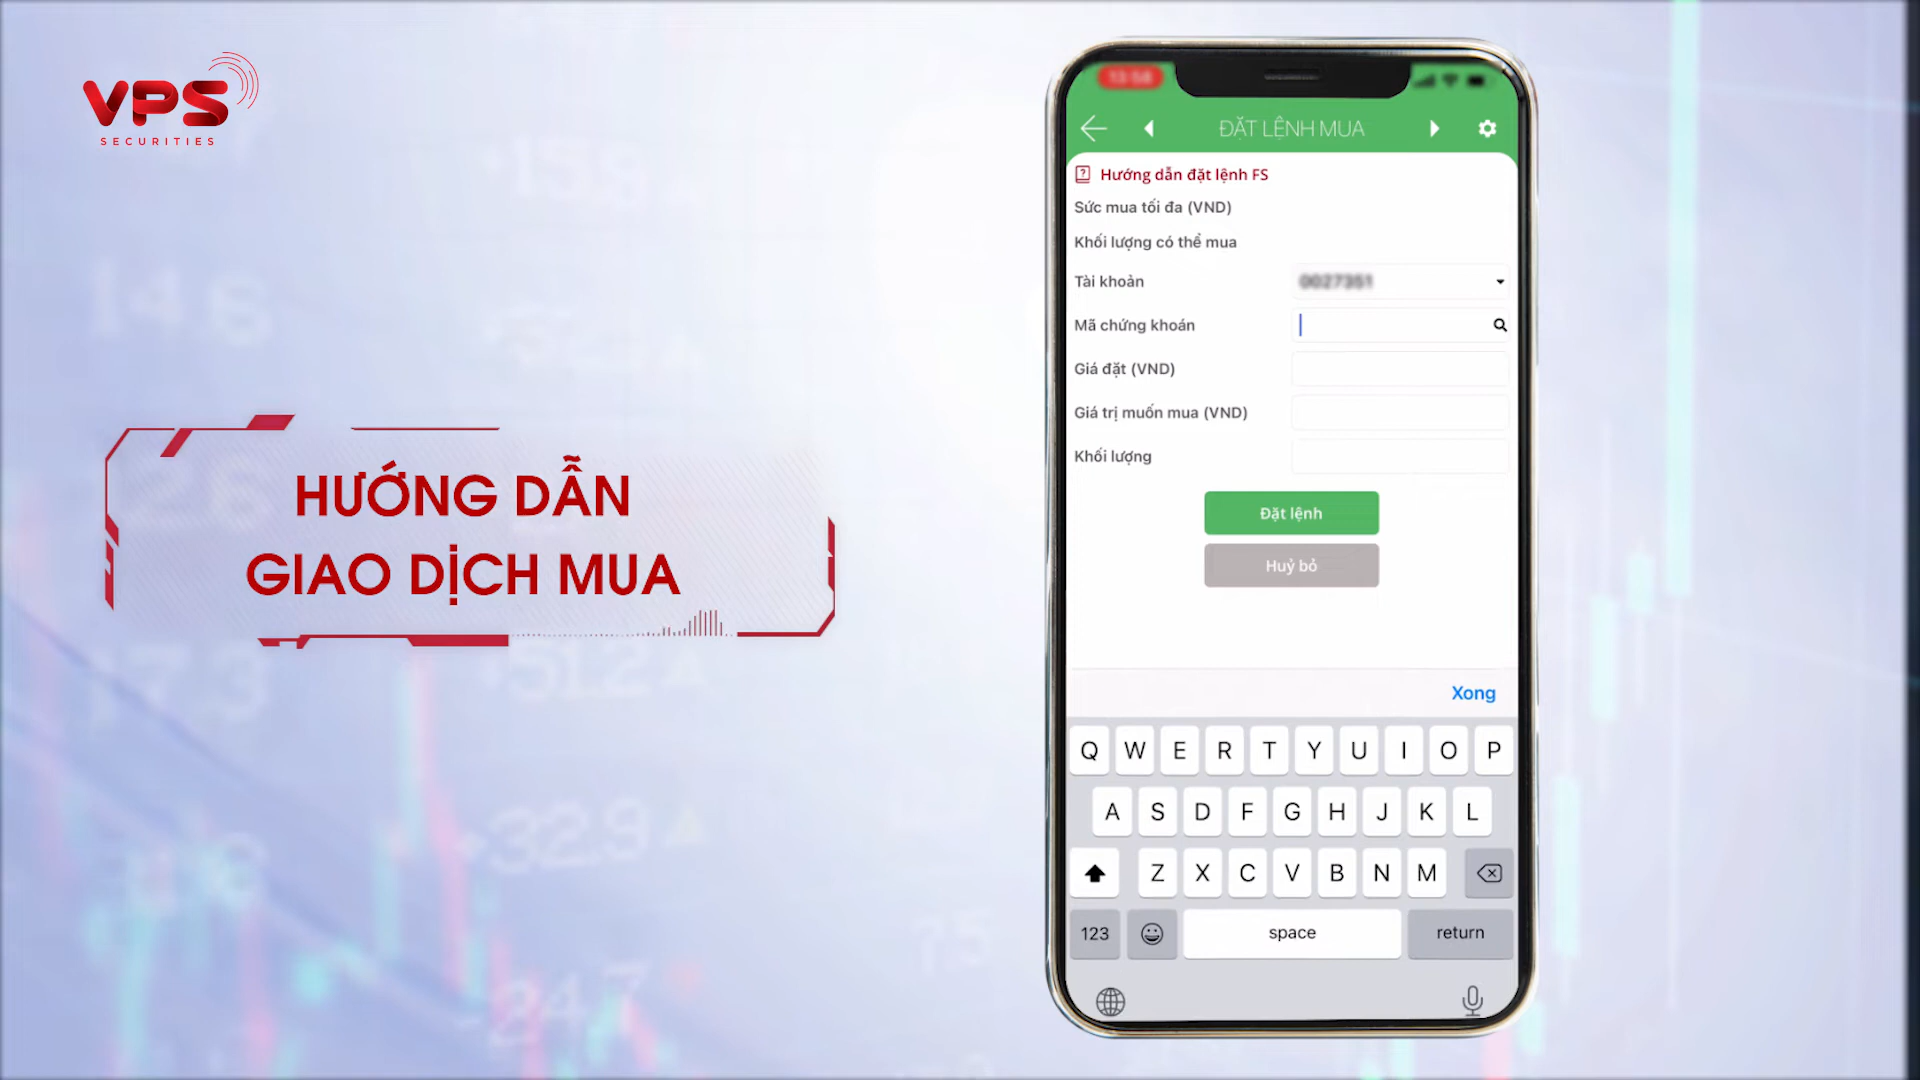 VPS
SECURITIES
HƯỚNG DẪN
GIAO DỊCH MUA
ĐẶT LỆNH MUA
Hướng dẫn đặt lệnh FS
Sức mua tối đa (VND)
Khối lượng có thể mua
Tài khoản
Mã chứng khoán
Giá đặt (VND)
Giá trị muốn mua (VND)
Khối lượng
Đặt lệnh
Huỷ bỏ
Xong
Q W E R T Y U I O P
A S D F G H J K L
Z X C V B N M
123 space return